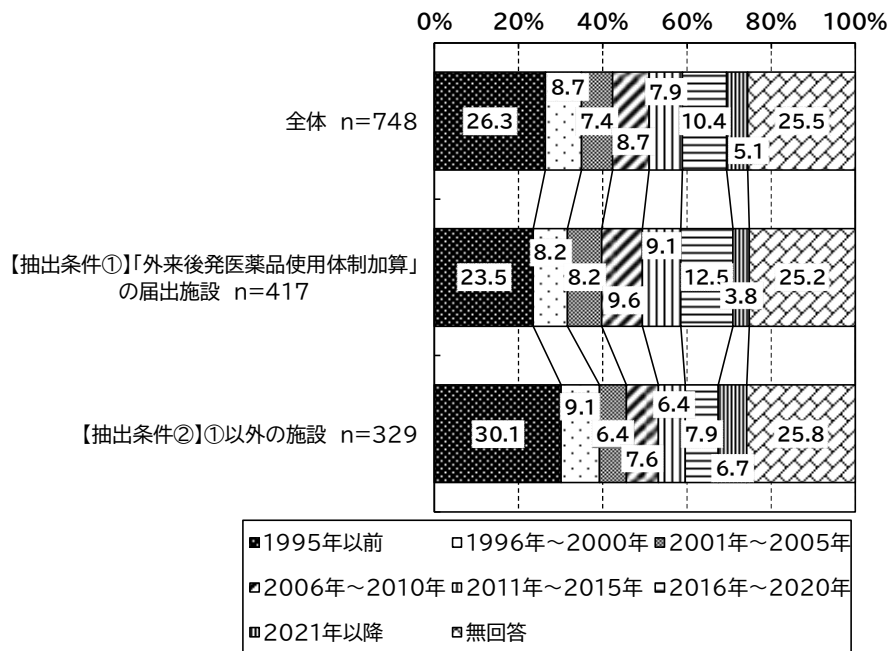 0% 20% 40% 60% 80% 100%
全体 n=748
26.3 8.7 7.4 8.7 7.9 10.4 5.1 25.5
【抽出条件①】「外来後発医薬品使用体制加算」
の届出施設 n=417
23.5 8.2 8.2 9.6 9.1 12.5 3.8 25.2
【抽出条件②】①以外の施設 n=329
30.1 9.1 6.4 7.6 6.4 7.9 6.7 25.8
1995年以前 1996年～2000年 2001年～2005年
2006年～2010年 2011年～2015年 2016年～2020年
2021年以降 無回答